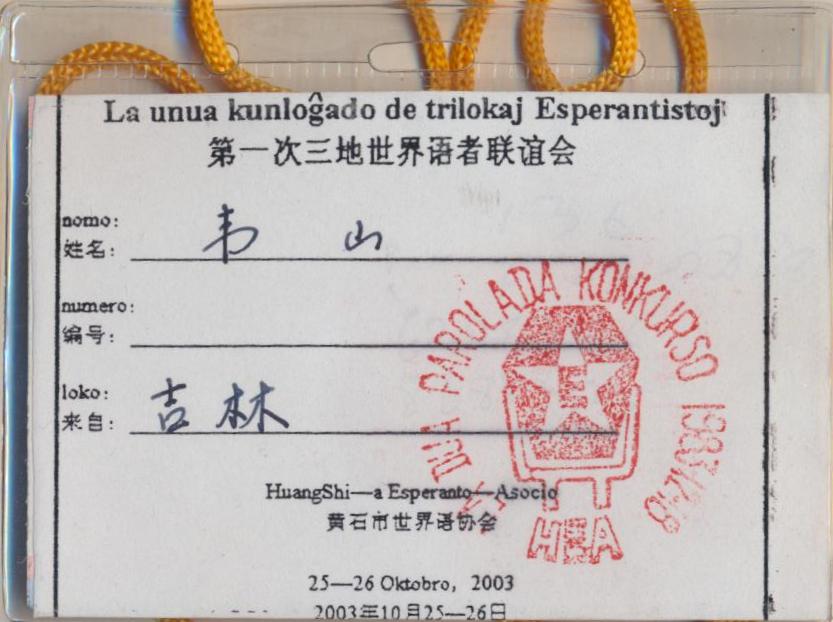 La unua kunloĝado de trilokaj Esperantistoj
第一次三地世界语者联谊会
nomo:
姓名： 韦 山
numero:
编号：
loko:
来自： 吉林
HuangShi—a Esperanto—Asocio
黄石市世界语协会
25—26 Oktobro，2003
2003年10月25—26日
DUA PAROLADA KONKURSO
E
HEA